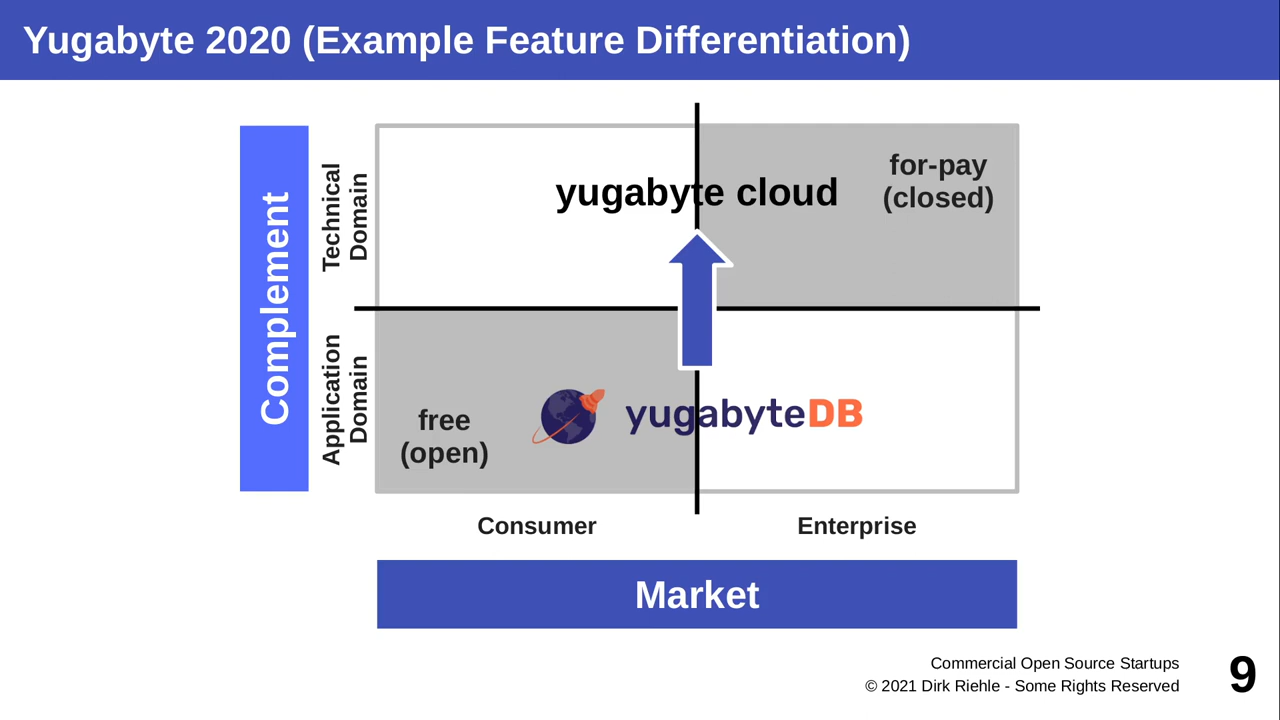 Yugabyte 2020 (Example Feature Differentiation)
Complement
Technical
Domain
Application
Domain
yugabyte cloud
for-pay
(closed)
free
(open)
yugabyteDB
Consumer
Enterprise
Market
Commercial Open Source Startups
© 2021 Dirk Riehle - Some Rights Reserved
9